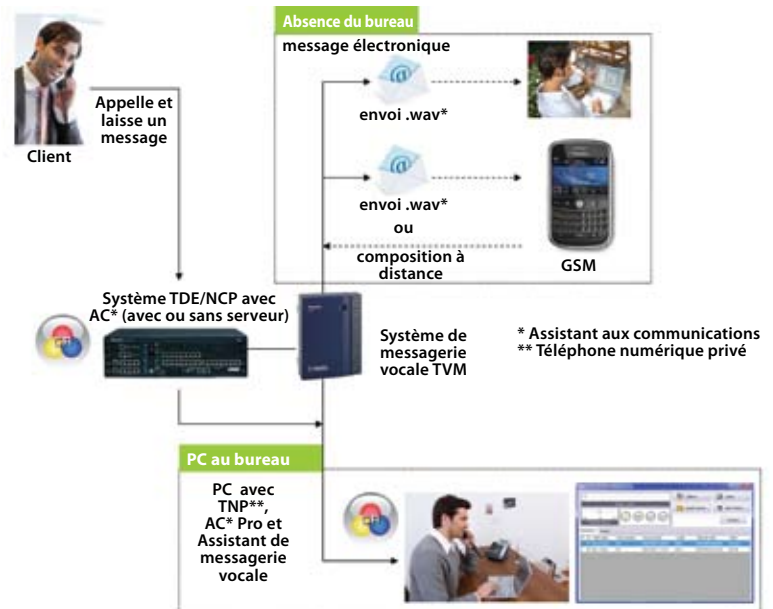 Absence du bureau
message électronique
Appelle et
laisse un
message
Client
envoi .wav*
envoi .wav*
ou
composition à
distance
GSM
Système TDE/NCP avec
AC* (avec ou sans serveur)
Système de
messagerie
vocale TVM
* Assistant aux communications
** Téléphone numérique privé
PC au bureau
PC avec
TNP**,
AC* Pro et
Assistant de
messagerie
vocale